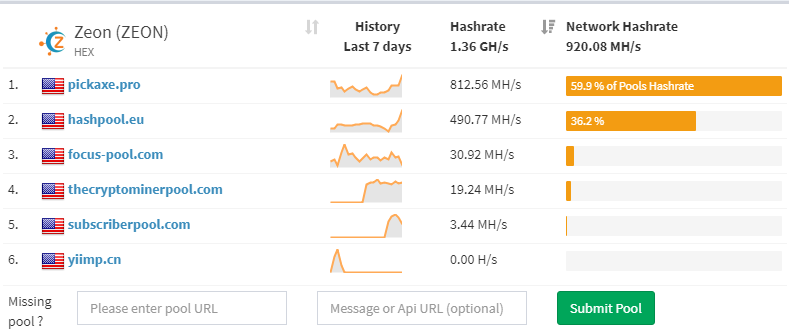 Zeon (ZEON) History Hashrate Network Hashrate
HEX Last 7 days 1.36 GH/s 920.08 MH/s
1. pickaxe.pro 812.56 MH/s 59.9 % of Pools Hashrate
2. hashpool.eu 490.77 MH/s 36.2 %
3. focus-pool.com 30.92 MH/s
4. thecryptominerpool.com 19.24 MH/s
5. subscriberpool.com 3.44 MH/s
6. yiimp.cn 0.00 H/s
Missing pool ? Please enter pool URL Message or Api URL (optional) Submit Pool